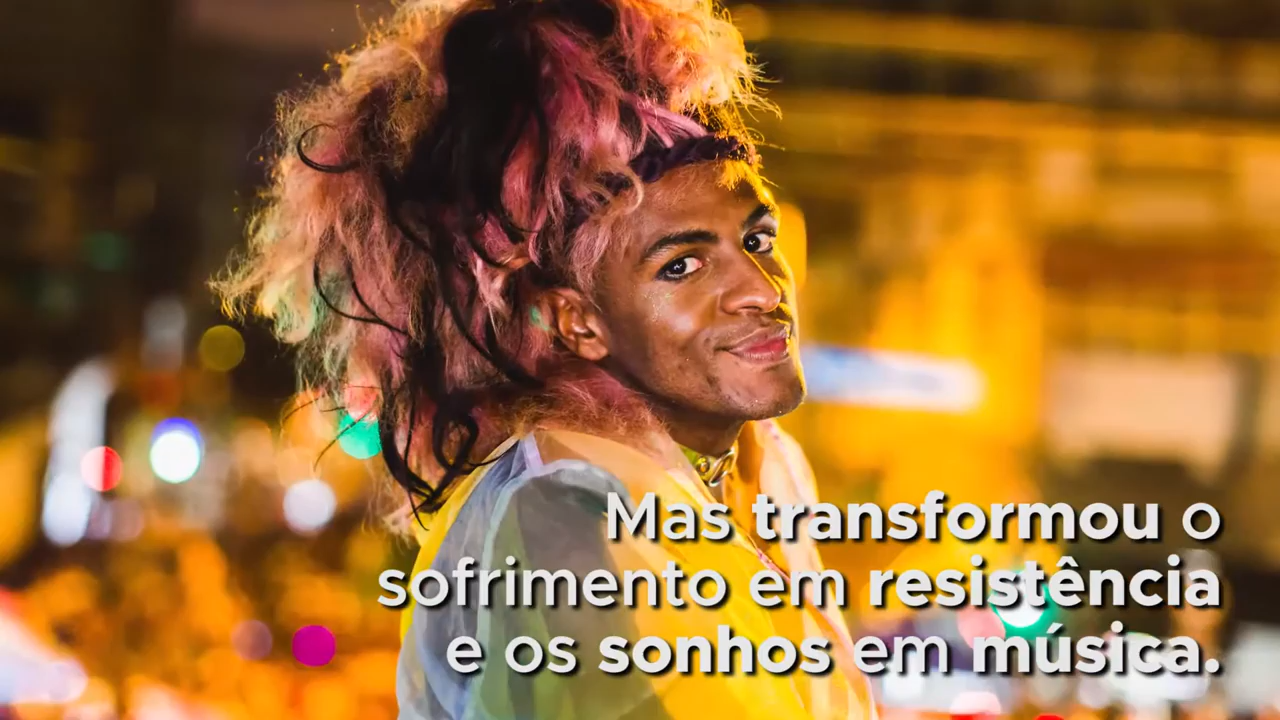 Mas transformou o
sofrimento em resistência
e os sonhos em música.